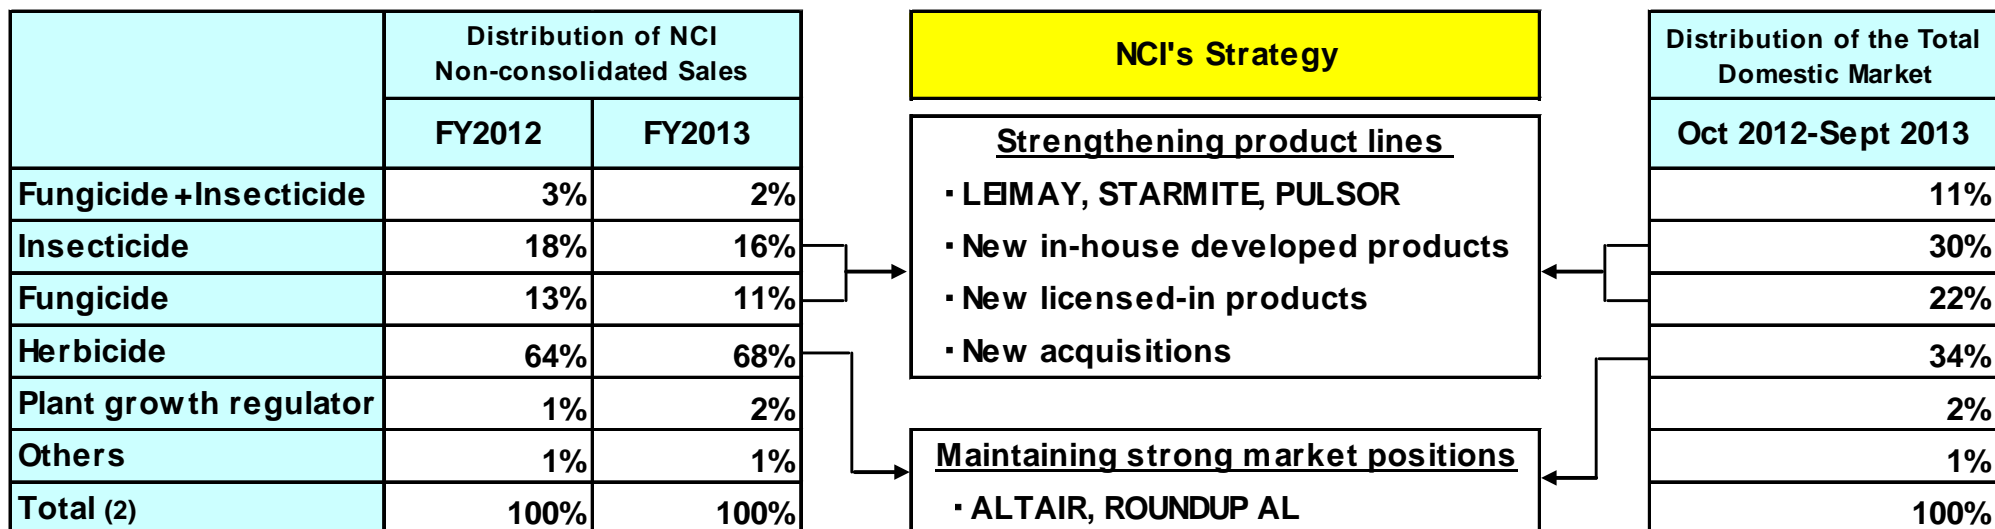 Distribution of NCI
Non-consolidated Sales
FY2012 FY2013
Fungicide+Insecticide 3% 2%
Insecticide 18% 16%
Fungicide 13% 11%
Herbicide 64% 68%
Plant growth regulator 1% 2%
Others 1% 1%
Total (2) 100% 100%
NCI's Strategy
Strengthening product lines
・LEIMAY, STARMITE, PULSOR
・New in-house developed products
・New licensed-in products
・New acquisitions
Maintaining strong market positions
・ALTAIR, ROUNDUP AL
Distribution of the Total
Domestic Market
Oct 2012-Sept 2013
11%
30%
22%
34%
2%
1%
100%